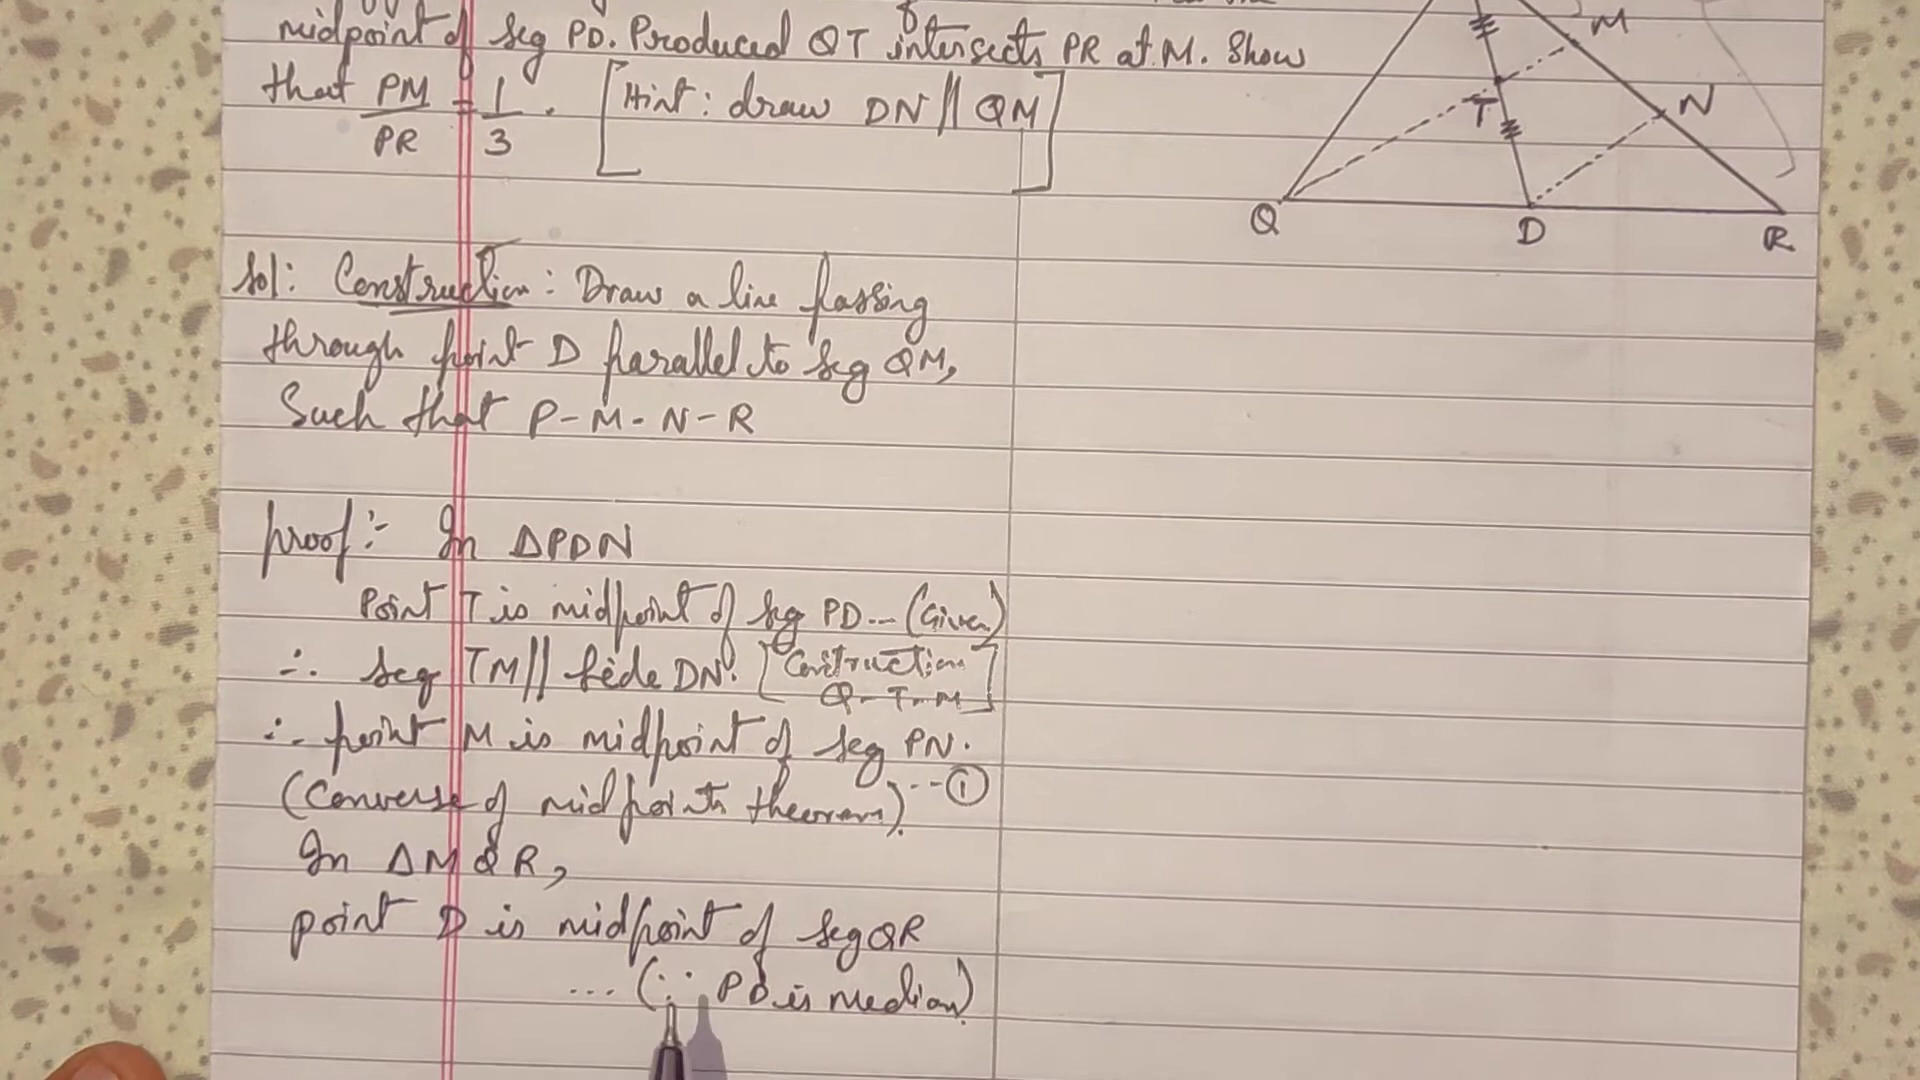 midpoint of seg PD. Produced QT intersects PR at M. Show
that PM/PR = 1/3 . [Hint: draw DN || QM]
M
T
N
Q
D
R
Sol: Construction: Draw a line passing
through point D parallel to seg QM,
Such that P-M-N-R
proof:- In ΔPDN
Point T is midpoint of seg PD... (Given)
∴ seg TM || side DN. [Construction
Q-T-M]
∴ point M is midpoint of seg PN.
(Converse of midpoint theorem). ...①
In ΔMQR,
point D is midpoint of seg QR
... (∵ PD is median)